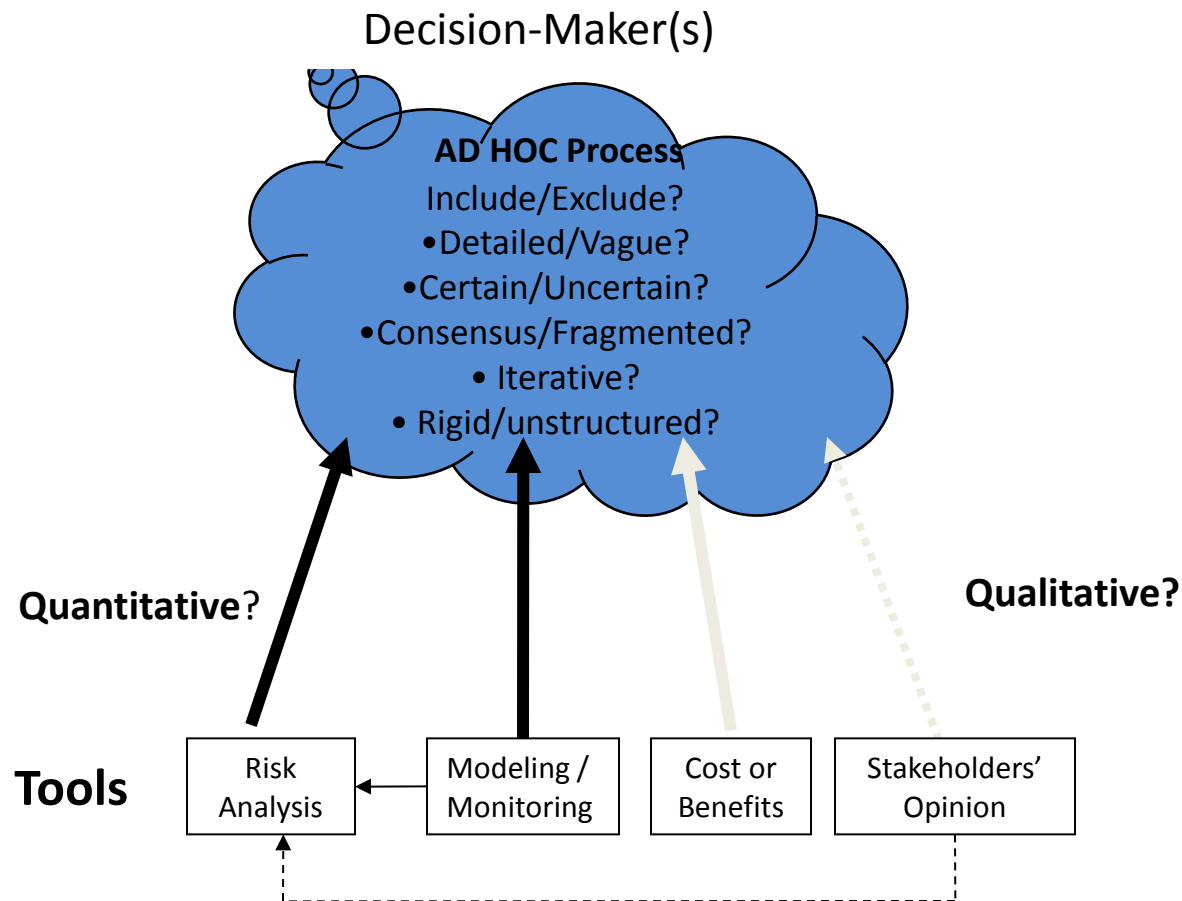 Decision-Maker(s)
AD HOC Process
Include/Exclude?
•Detailed/Vague?
•Certain/Uncertain?
•Consensus/Fragmented?
• Iterative?
• Rigid/unstructured?
Quantitative?
Qualitative?
Tools
Risk
Analysis
Modeling /
Monitoring
Cost or
Benefits
Stakeholders’
Opinion